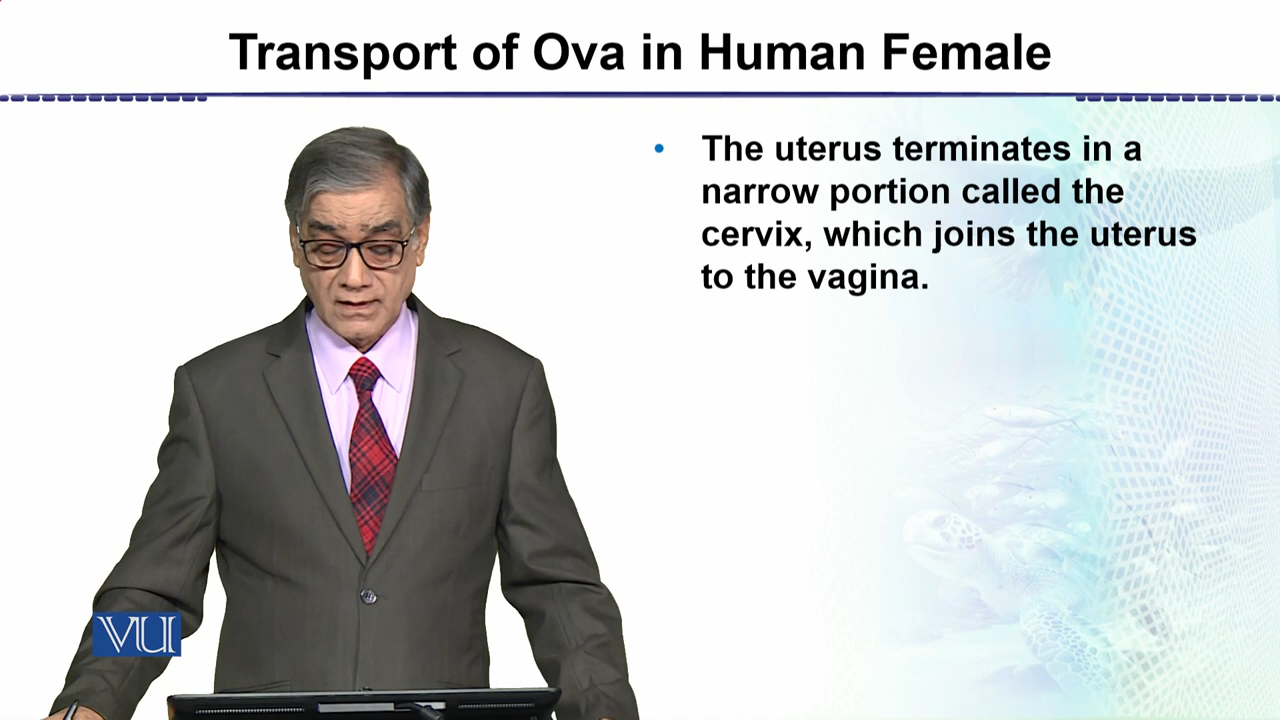 Transport of Ova in Human Female
• The uterus terminates in a
narrow portion called the
cervix, which joins the uterus
to the vagina.
VU